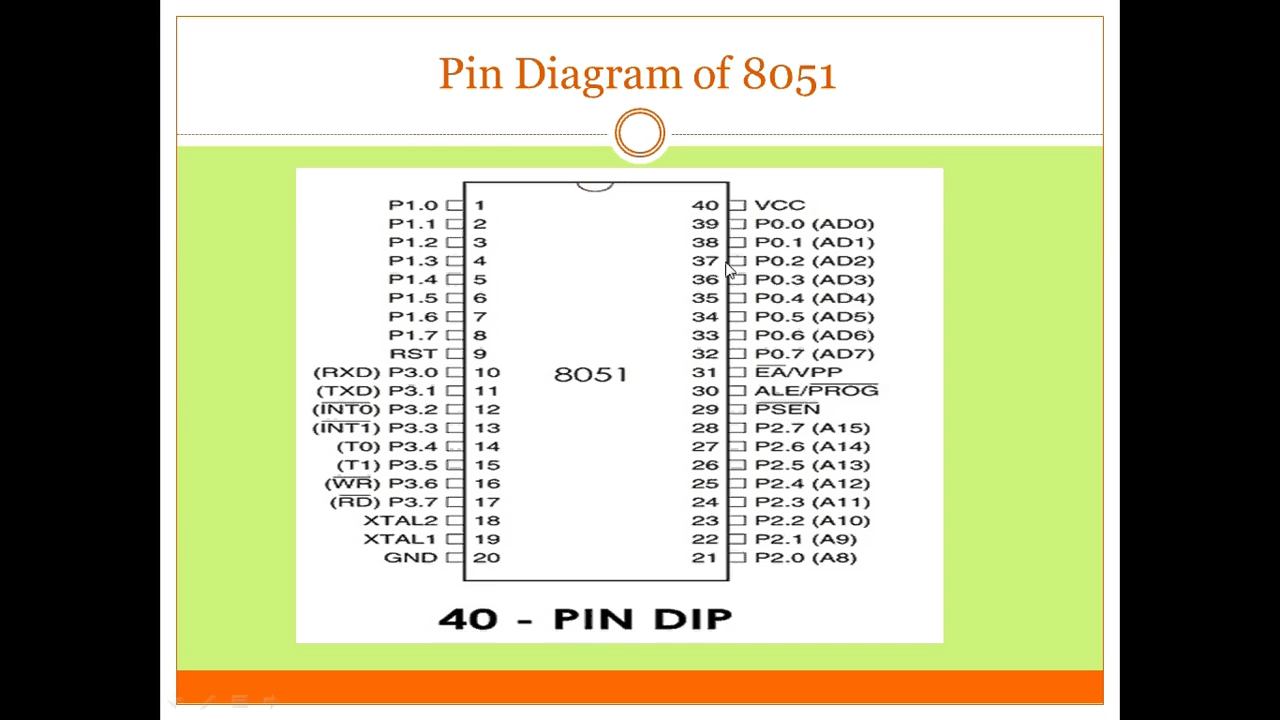 Pin Diagram of 8051
P1.0 1 40 VCC
P1.1 2 39 P0.0 (AD0)
P1.2 3 38 P0.1 (AD1)
P1.3 4 37 P0.2 (AD2)
P1.4 5 36 P0.3 (AD3)
P1.5 6 35 P0.4 (AD4)
P1.6 7 34 P0.5 (AD5)
P1.7 8 33 P0.6 (AD6)
RST 9 32 P0.7 (AD7)
(RXD) P3.0 10 8051 31 E̅A̅/VPP
(TXD) P3.1 11 30 ALE/P̅R̅O̅G̅
(I̅N̅T̅0̅) P3.2 12 29 P̅S̅E̅N̅
(I̅N̅T̅1̅) P3.3 13 28 P2.7 (A15)
(T0) P3.4 14 27 P2.6 (A14)
(T1) P3.5 15 26 P2.5 (A13)
(W̅R̅) P3.6 16 25 P2.4 (A12)
(R̅D̅) P3.7 17 24 P2.3 (A11)
XTAL2 18 23 P2.2 (A10)
XTAL1 19 22 P2.1 (A9)
GND 20 21 P2.0 (A8)
40 - PIN DIP